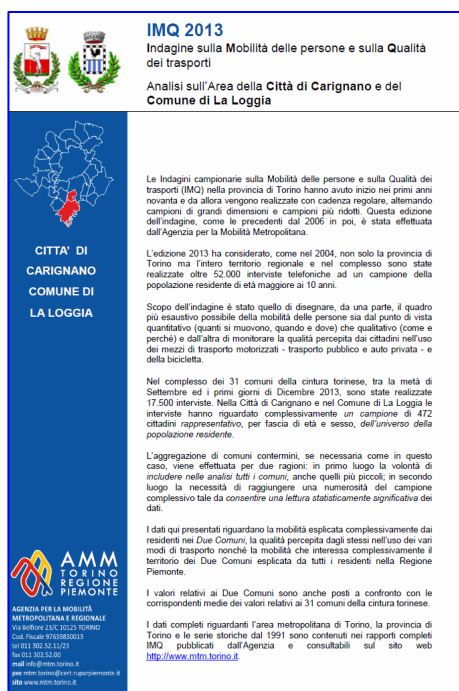 IMQ 2013
Indagine sulla Mobilità delle persone e sulla Qualità
dei trasporti
Analisi sull'Area della Città di Carignano e del
Comune di La Loggia
CITTA' DI
CARIGNANO
COMUNE DI
LA LOGGIA
Le Indagini campionarie sulla Mobilità delle persone e sulla Qualità dei
trasporti (IMQ) nella provincia di Torino hanno avuto inizio nei primi anni
novanta e da allora vengono realizzate con cadenza regolare, alternando
campioni di grandi dimensioni e campioni più ridotti. Questa edizione
dell'indagine, come le precedenti dal 2006 in poi, è stata effettuata
dall'Agenzia per la Mobilità Metropolitana.
L'edizione 2013 ha considerato, come nel 2004, non solo la provincia di
Torino ma l'intero territorio regionale e nel complesso sono state
realizzate oltre 52.000 interviste telefoniche ad un campione della
popolazione residente di età maggiore ai 10 anni.
Scopo dell'indagine è stato quello di disegnare, da una parte, il quadro
più esaustivo possibile della mobilità delle persone sia dal punto di vista
quantitativo (quanti si muovono, quando e dove) che qualitativo (come e
perché) e dall'altra di monitorare la qualità percepita dai cittadini nell'uso
dei mezzi di trasporto motorizzati - trasporto pubblico e auto privata - e
della bicicletta.
Nel complesso dei 31 comuni della cintura torinese, tra la metà di
Settembre ed i primi giorni di Dicembre 2013, sono state realizzate
17.500 interviste. Nella Città di Carignano e nel Comune di La Loggia le
interviste hanno riguardato complessivamente un campione di 472
cittadini rappresentativo, per fascia di età e sesso, dell'universo della
popolazione residente.
L'aggregazione di comuni contermini, se necessaria come in questo
caso, viene effettuata per due ragioni: in primo luogo la volontà di
includere nelle analisi tutti i comuni, anche quelli più piccoli; in secondo
luogo la necessità di raggiungere una numerosità del campione
complessivo tale da consentire una lettura statisticamente significativa dei
dati.
I dati qui presentati riguardano la mobilità esplicata complessivamente dai
residenti nei Due Comuni, la qualità percepita dagli stessi nell'uso dei vari
modi di trasporto nonché la mobilità che interessa complessivamente il
territorio dei Due Comuni esplicata da tutti i residenti nella Regione
Piemonte.
I valori relativi ai Due Comuni sono anche posti a confronto con le
corrispondenti medie dei valori relativi ai 31 comuni della cintura torinese.
I dati completi riguardanti l'area metropolitana di Torino, la provincia di
Torino e le serie storiche dal 1991 sono contenuti nei rapporti completi
IMQ pubblicati dall'Agenzia e consultabili sul sito web
http://www.mtm.torino.it.
AMM
TORINO
REGIONE
PIEMONTE
AGENZIA PER LA MOBILITÀ
METROPOLITANA E REGIONALE
Via Belfiore 23/C 10125 TORINO
Cod. Fiscale 97639830013
tel 011 302.52.11/23
fax 011 302.52.00
mail info@mtm.torino.it
pec mtm.torino@cert.ruparpiemonte.it
sito www.mtm.torino.it